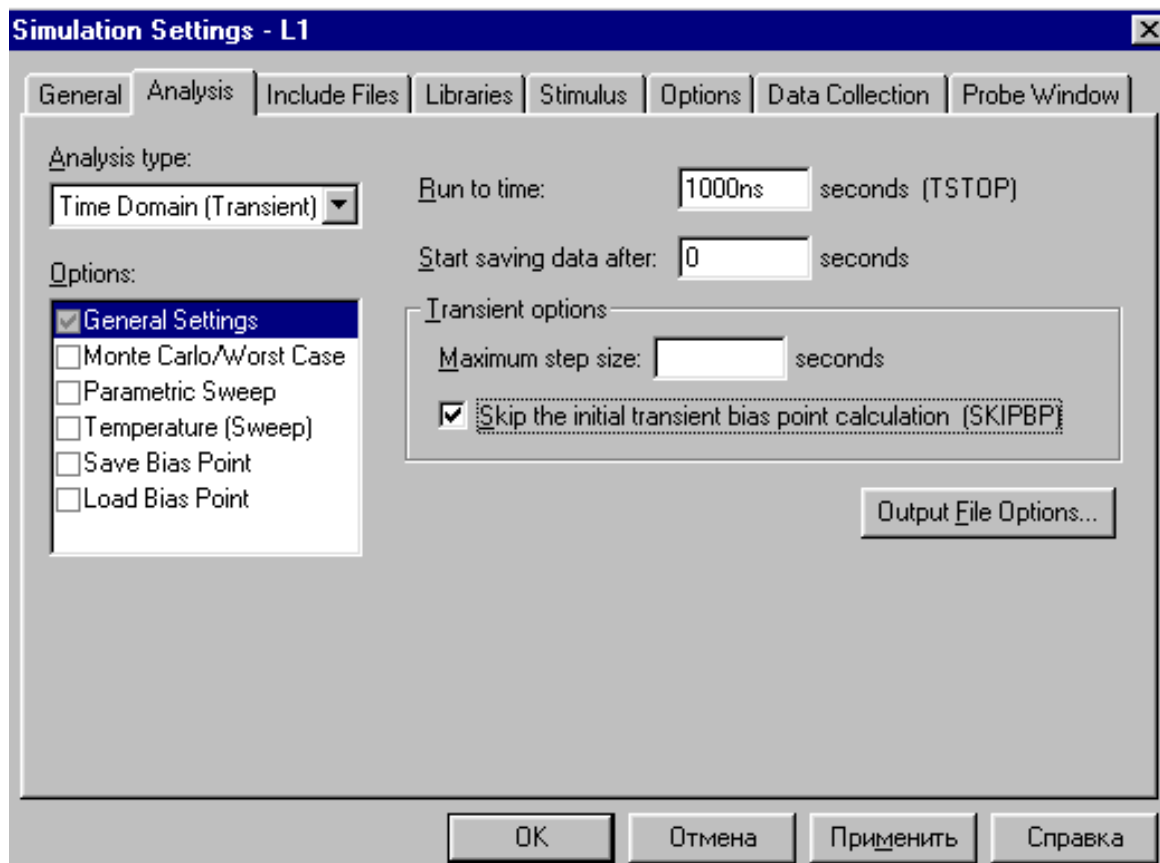 Simulation Settings - L1
General Analysis Include Files Libraries Stimulus Options Data Collection Probe Window
Analysis type:
Time Domain (Transient)
Options:
General Settings
Monte Carlo/Worst Case
Parametric Sweep
Temperature (Sweep)
Save Bias Point
Load Bias Point
Run to time: 1000ns seconds (TSTOP)
Start saving data after: 0 seconds
Transient options
Maximum step size: seconds
Skip the initial transient bias point calculation (SKIPBP)
Output File Options...
OK Отмена Применить Справка